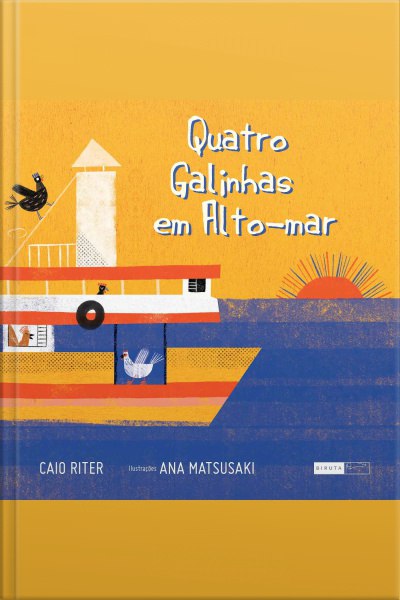 Quatro
Galinhas
em Alto-mar
CAIO RITER Ilustrações ANA MATSUSAKI
BIRUTA